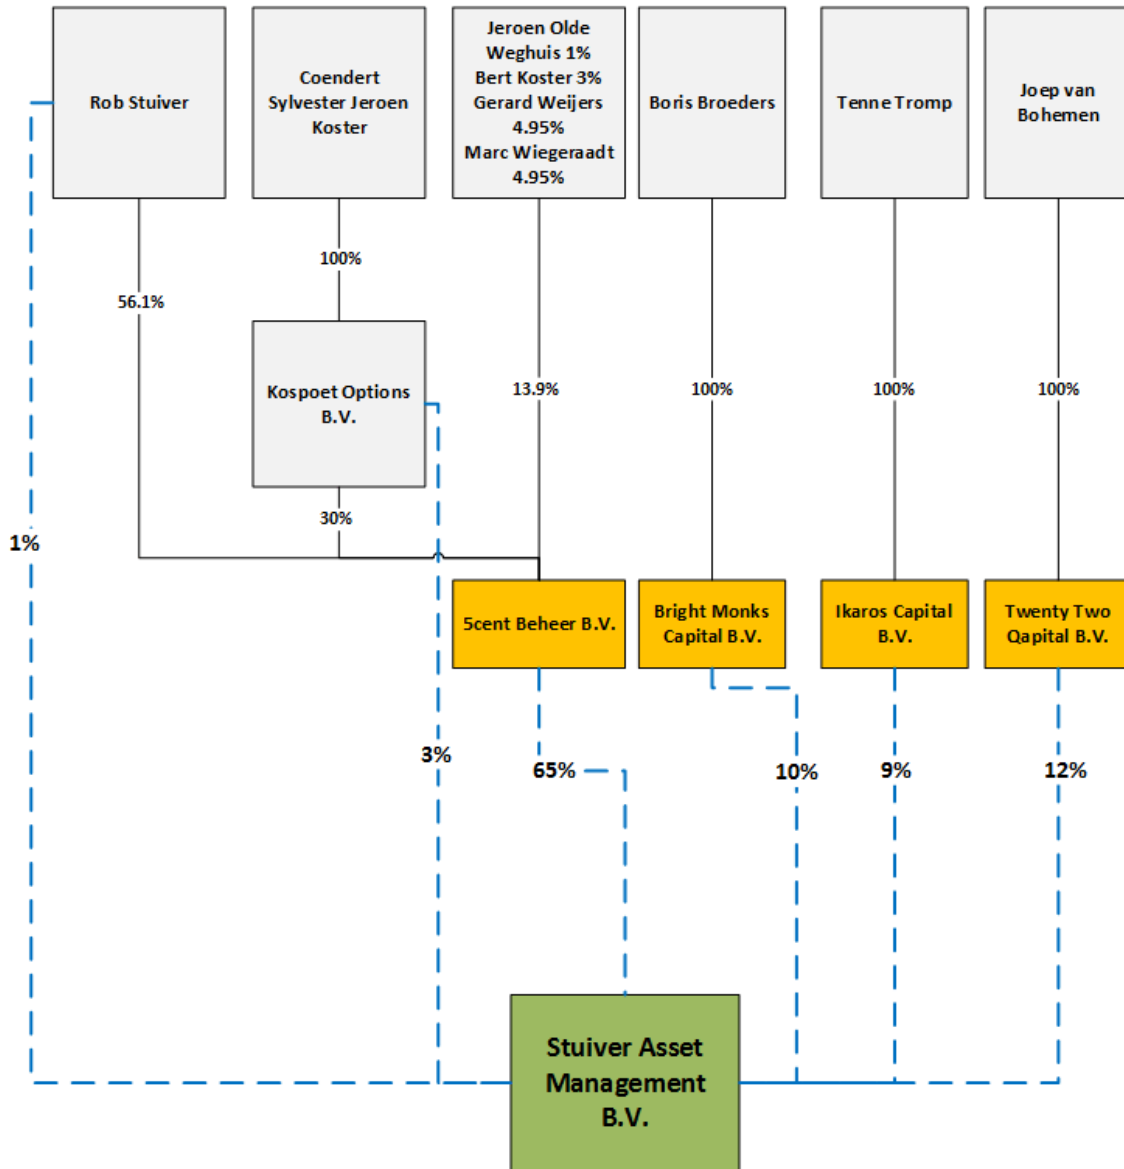 Rob Stuiver
Coendert
Sylvester Jeroen
Koster
Jeroen Olde
Weghuis 1%
Bert Koster 3%
Gerard Weijers
4.95%
Marc Wiegeraadt
4.95%
Boris Broeders
Tenne Tromp
Joep van
Bohemen
100%
56.1%
Kospoet Options
B.V.
13.9%
100%
100%
100%
30%
1%
5cent Beheer B.V.
Bright Monks
Capital B.V.
Ikaros Capital
B.V.
Twenty Two
Qapital B.V.
3%
65%
10%
9%
12%
Stuiver Asset
Management
B.V.